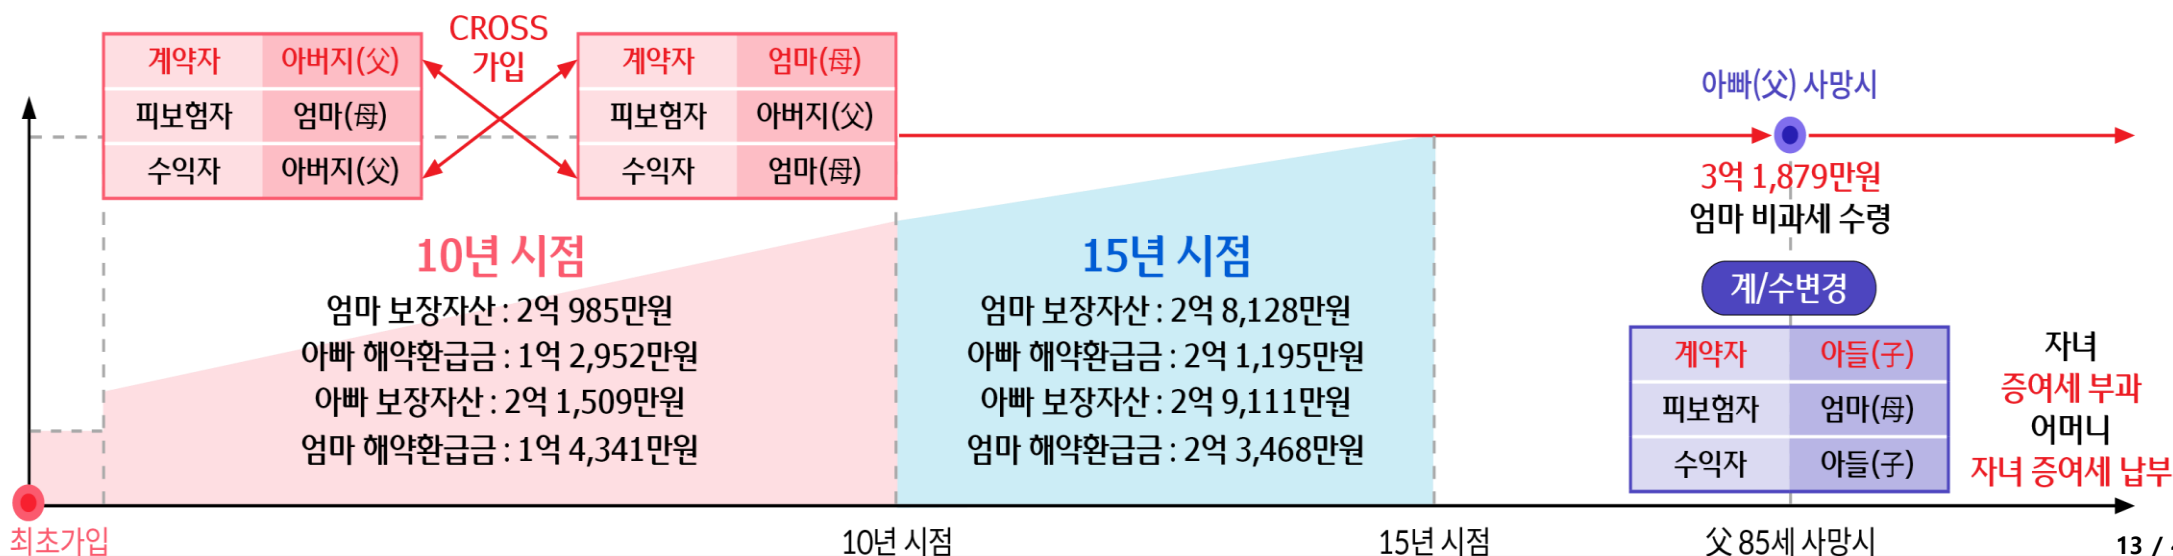 CROSS
가입
계약자 아버지(父)
피보험자 엄마(母)
수익자 아버지(父)
계약자 엄마(母)
피보험자 아버지(父)
수익자 엄마(母)
10년 시점
엄마 보장자산 : 2억 985만원
아빠 해약환급금 : 1억 2,952만원
아빠 보장자산 : 2억 1,509만원
엄마 해약환급금 : 1억 4,341만원
15년 시점
엄마 보장자산 : 2억 8,128만원
아빠 해약환급금 : 2억 1,195만원
아빠 보장자산 : 2억 9,111만원
엄마 해약환급금 : 2억 3,468만원
아빠(父) 사망시
3억 1,879만원
엄마 비과세 수령
계/수변경
계약자 아들(子)
피보험자 엄마(母)
수익자 아들(子)
자녀
증여세 부과
어머니
자녀 증여세 납부
최초가입
10년 시점
15년 시점
父 85세 사망시
13 /